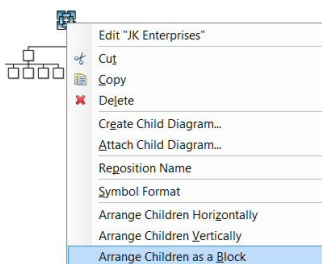 Edit "JK Enterprises"
Cut
Copy
Delete
Create Child Diagram...
Attach Child Diagram...
Reposition Name
Symbol Format
Arrange Children Horizontally
Arrange Children Vertically
Arrange Children as a Block